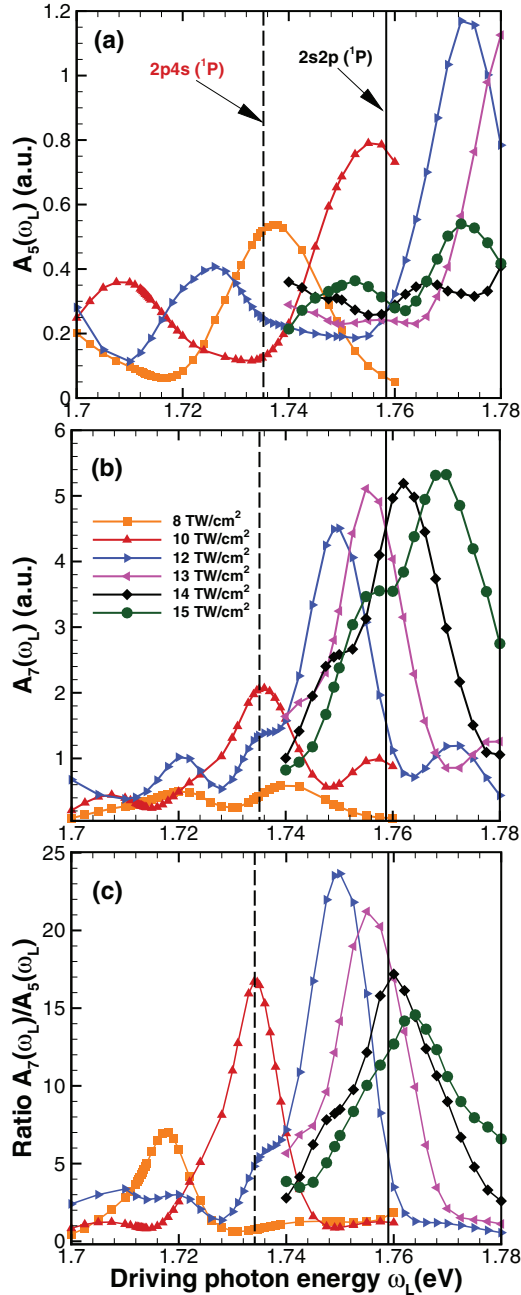 (a)
2p4s (¹P)
2s2p (¹P)
A₅(ω_L) (a.u.)
1.2
1
0.8
0.6
0.4
0.2
0
1.7 1.72 1.74 1.76 1.78
(b)
A₇(ω_L) (a.u.)
6
5
4
3
2
1
8 TW/cm²
10 TW/cm²
12 TW/cm²
13 TW/cm²
14 TW/cm²
15 TW/cm²
1.7 1.72 1.74 1.76 1.78
(c)
Ratio A₇(ω_L)/A₅(ω_L)
25
20
15
10
5
0
1.7 1.72 1.74 1.76 1.78
Driving photon energy ω_L(eV)